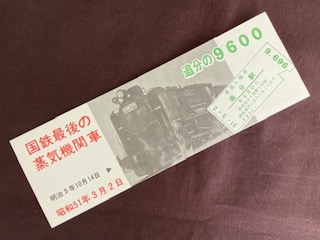 追分の9600
国鉄最後の
蒸気機関車
明治5年10月14日 ▶
昭和51年3月2日
9,696
追分駅